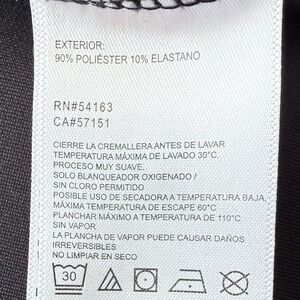 EXTERIOR:
90% POLIÉSTER 10% ELASTANO
RN#54163
CA#57151
CIERRE LA CREMALLERA ANTES DE LAVAR
TEMPERATURA MÁXIMA DE LAVADO 30°C.
PROCESO MUY SUAVE.
SOLO BLANQUEADOR OXIGENADO /
SIN CLORO PERMITIDO
POSIBLE USO DE SECADORA A TEMPERATURA BAJA,
MÁXIMA TEMPERATURA DE ESCAPE 60°C
PLANCHAR MÁXIMO A TEMPERATURA DE 110°C
SIN VAPOR
LA PLANCHA DE VAPOR PUEDE CAUSAR DAÑOS
IRREVERSIBLES
NO LIMPIAR EN SECO
30